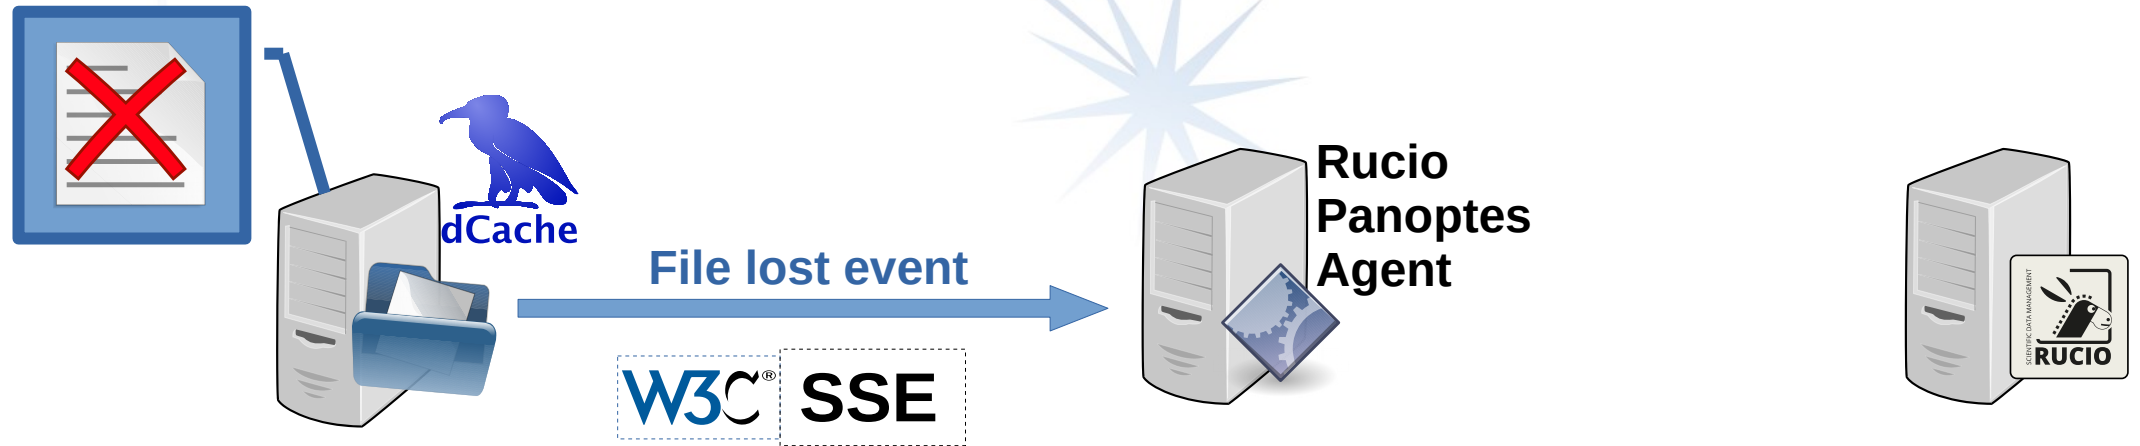 dCache
File lost event
W3C®
SSE
Rucio
Panoptes
Agent
SCIENTIFIC DATA MANAGEMENT
RUCIO